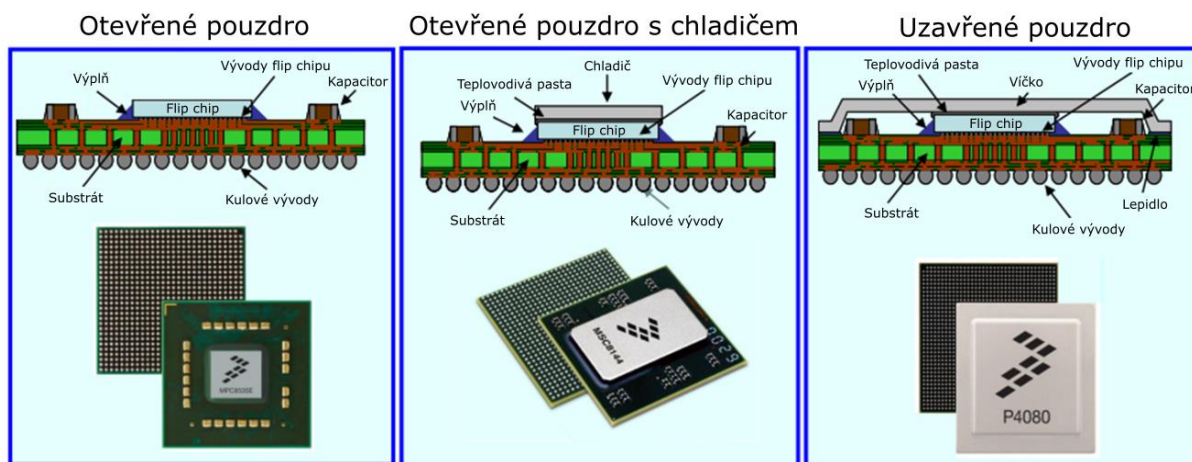 Otevřené pouzdro
Výplň
Vývody flip chipu
Kapacitor
Flip chip
Substrát
Kulové vývody
MPC8536E
Otevřené pouzdro s chladičem
Chladič
Teplovodivá pasta
Vývody flip chipu
Výplň
Kapacitor
Flip chip
Substrát
Kulové vývody
MSC8144
0029
Uzavřené pouzdro
Teplovodivá pasta
Vývody flip chipu
Výplň
Víčko
Kapacitor
Flip chip
Substrát
Lepidlo
Kulové vývody
P4080